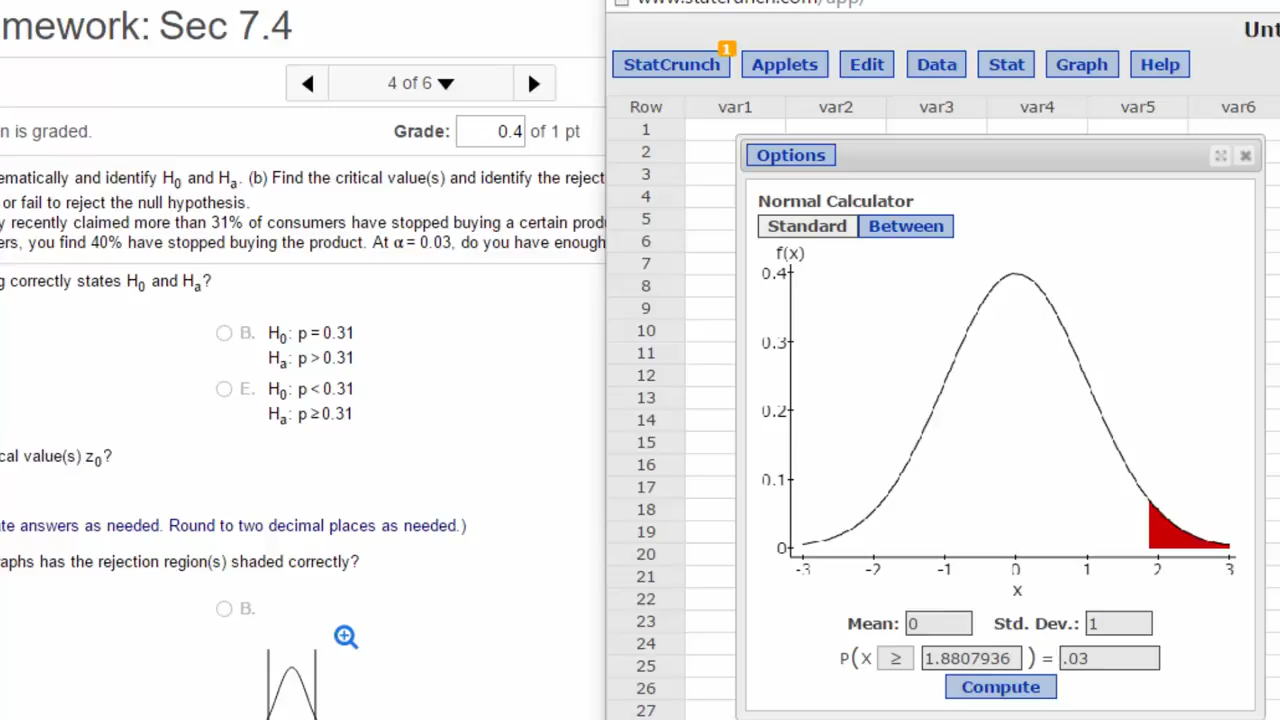 mework: Sec 7.4
4 of 6
n is graded.
Grade: 0.4 of 1 pt
ematically and identify H0 and Ha. (b) Find the critical value(s) and identify the reject
or fail to reject the null hypothesis.
y recently claimed more than 31% of consumers have stopped buying a certain prod
ers, you find 40% have stopped buying the product. At α = 0.03, do you have enough
g correctly states H0 and Ha?
B. H0: p = 0.31
Ha: p > 0.31
E. H0: p < 0.31
Ha: p ≥ 0.31
cal value(s) z0?
te answers as needed. Round to two decimal places as needed.)
aphs has the rejection region(s) shaded correctly?
B.
www.statcrunch.com/app/
Unt
StatCrunch 1 Applets Edit Data Stat Graph Help
Row var1 var2 var3 var4 var5 var6
1
2
3
4
5
6
7
8
9
10
11
12
13
14
15
16
17
18
19
20
21
22
23
24
25
26
27
Options
Normal Calculator
Standard Between
f(x)
0.4
0.3
0.2
0.1
0
-3 -2 -1 0 1 2 3
x
Mean: 0 Std. Dev.: 1
P(x ≥ 1.8807936 ) = .03
Compute